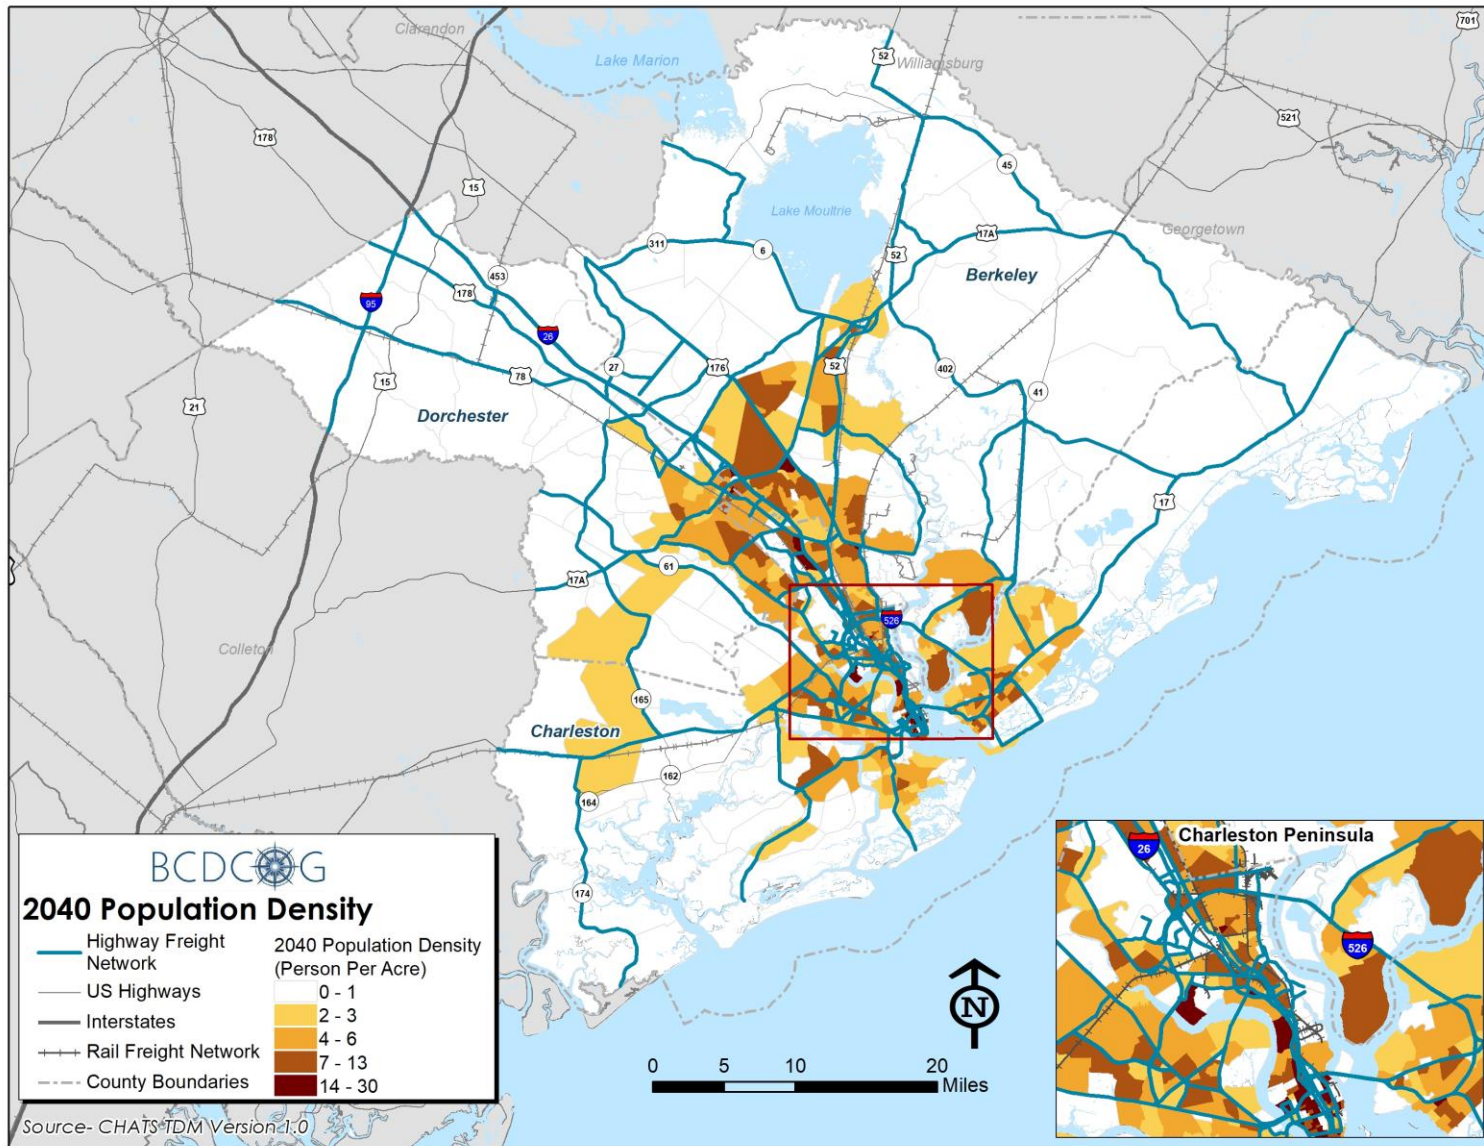 701
Clarendon
Lake Marion
52
Williamsburg
178
521
15
45
Lake Moultrie
Georgetown
17A
311
6
52
453
Berkeley
178
95
26
27
176
52
402
78
15
41
21
Dorchester
17
61
17A
526
Colleton
165
Charleston
162
164
174
BCDCOG
2040 Population Density
Highway Freight
Network
US Highways
Interstates
Rail Freight Network
County Boundaries
2040 Population Density
(Person Per Acre)
0 - 1
2 - 3
4 - 6
7 - 13
14 - 30
Source- CHATS TDM Version 1.0
N
0 5 10 20
Miles
Charleston Peninsula
26
526